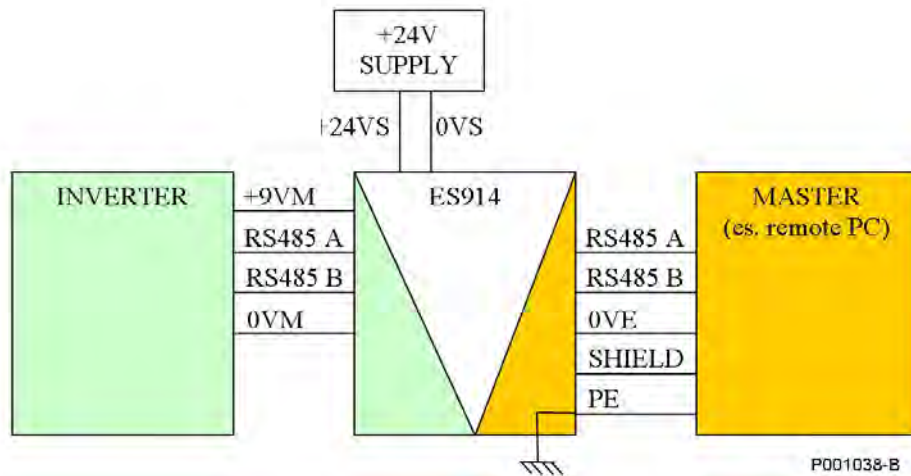 +24V
SUPPLY
+24VS
0VS
INVERTER
+9VM
RS485 A
RS485 B
0VM
ES914
RS485 A
RS485 B
0VE
SHIELD
PE
MASTER
(es. remote PC)
P001038-B